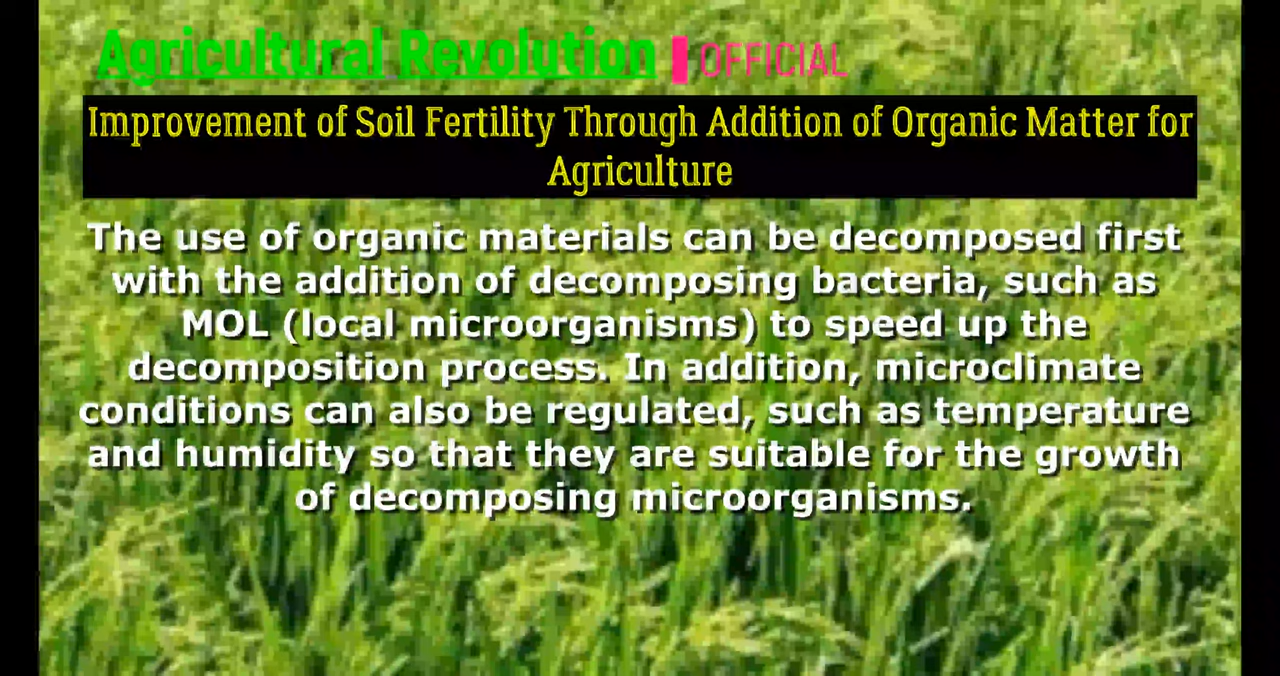 Agricultural Revolution OFFICIAL
Improvement of Soil Fertility Through Addition of Organic Matter for
Agriculture
The use of organic materials can be decomposed first
with the addition of decomposing bacteria, such as
MOL (local microorganisms) to speed up the
decomposition process. In addition, microclimate
conditions can also be regulated, such as temperature
and humidity so that they are suitable for the growth
of decomposing microorganisms.